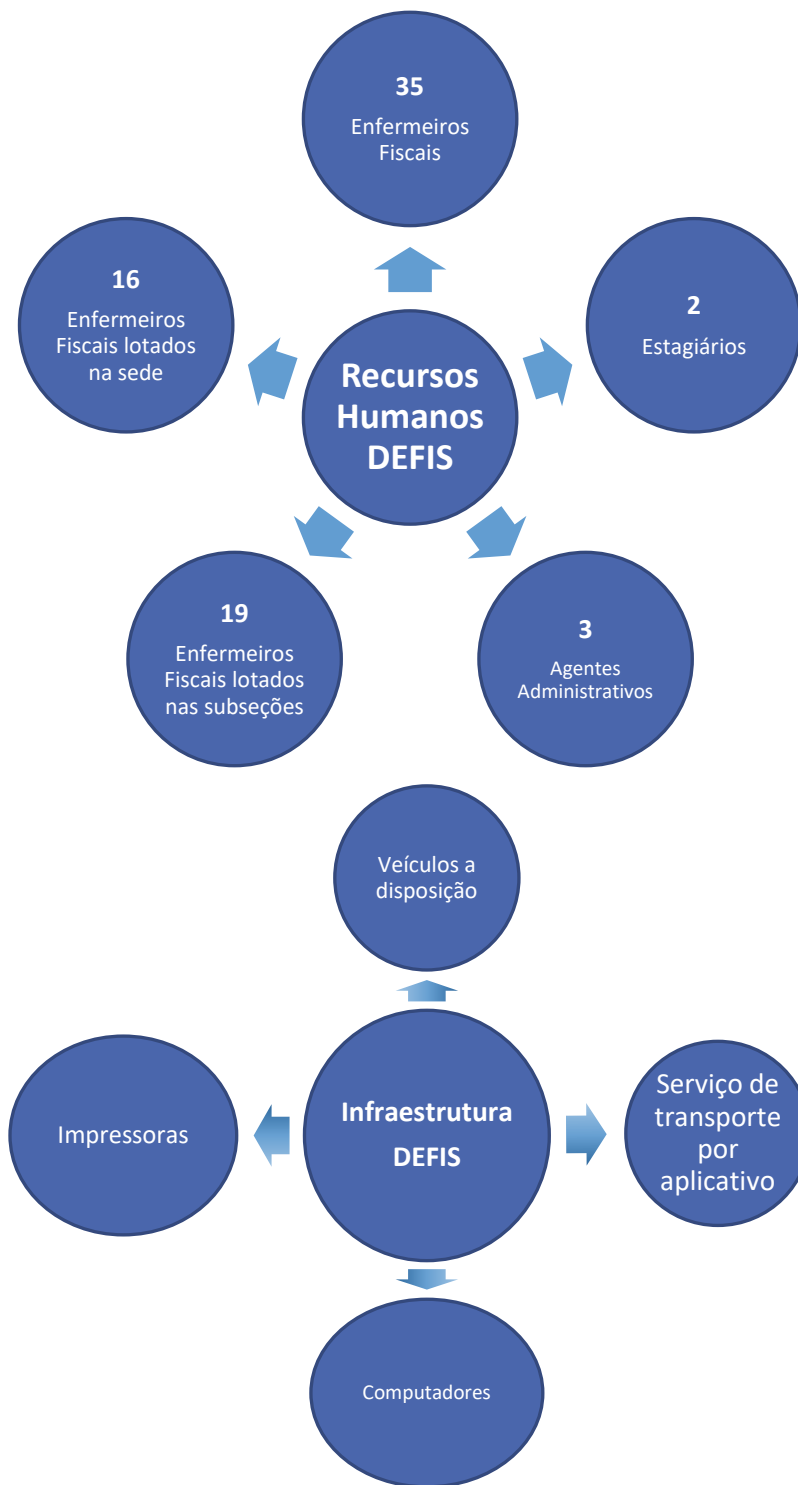 35
Enfermeiros
Fiscais
16
Enfermeiros
Fiscais lotados
na sede
2
Estagiários
Recursos
Humanos
DEFIS
19
Enfermeiros
Fiscais lotados
nas subseções
3
Agentes
Administrativos
Veículos a
disposição
Impressoras
Infraestrutura
DEFIS
Serviço de
transporte
por
aplicativo
Computadores